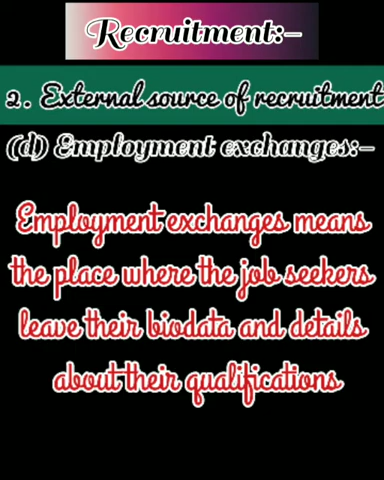 Recruitment:-
2. External source of recruitment
(d) Employment exchanges:-
Employment exchanges means
the place where the job seekers
leave their biodata and details
about their qualifications